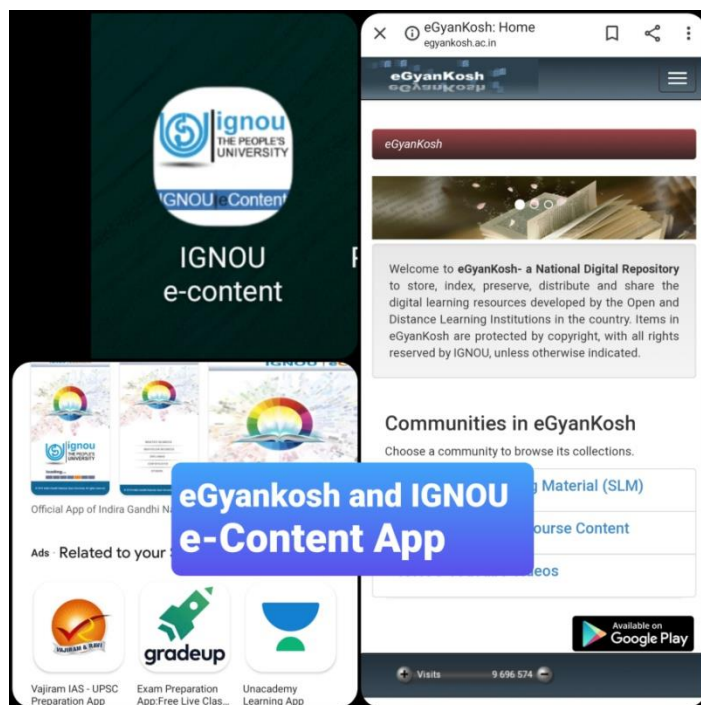 ignou
THE PEOPLE'S
UNIVERSITY
IGNOU eContent
IGNOU
e-content
ignou
THE PEOPLE'S
UNIVERSITY
Official App of Indira Gandhi Na
Ads · Related to your
VAJIRAM & RAVI
gradeup
Vajiram IAS - UPSC
Preparation App
Exam Preparation
App:Free Live Clas...
Unacademy
Learning App
eGyankosh and IGNOU
e-Content App
eGyanKosh: Home
egyankosh.ac.in
eGyanKosh
eGyanKosh
eGyanKosh
Welcome to eGyanKosh- a National Digital Repository
to store, index, preserve, distribute and share the
digital learning resources developed by the Open and
Distance Learning Institutions in the country. Items in
eGyanKosh are protected by copyright, with all rights
reserved by IGNOU, unless otherwise indicated.
Communities in eGyanKosh
Choose a community to browse its collections.
g Material (SLM)
ourse Content
eos
Available on
Google Play
Visits 9 696 574